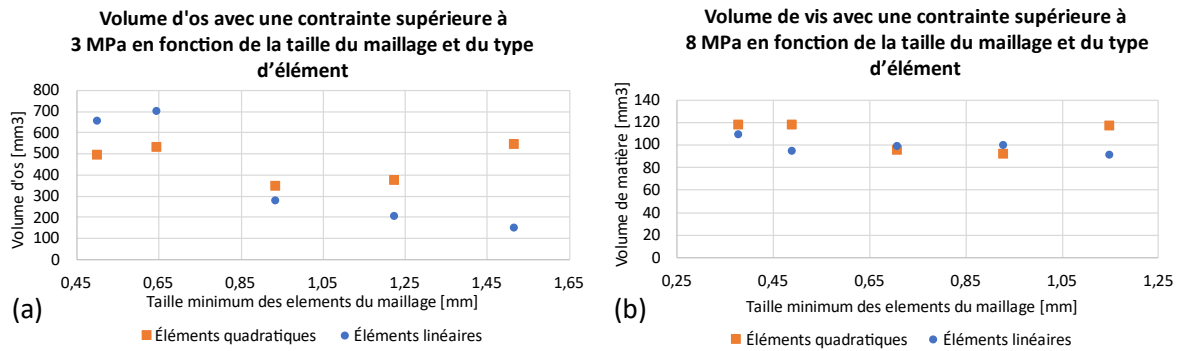 Volume d'os avec une contrainte supérieure à
3 MPa en fonction de la taille du maillage et du type
d'élément
Volume d'os [mm3]
800
700
600
500
400
300
200
100
0,45
0,65
0,85
1,05
1,25
1,45
1,65
(a)
Taille minimum des elements du maillage [mm]
Éléments quadratiques
Éléments linéaires
Volume de vis avec une contrainte supérieure à
8 MPa en fonction de la taille du maillage et du type
d’élément
Volume de matière [mm3]
140
120
100
80
60
40
20
0
0,25
0,45
0,65
0,85
1,05
1,25
(b)
Taille minimum des elements du maillage [mm]
Éléments quadratiques
Éléments linéaires